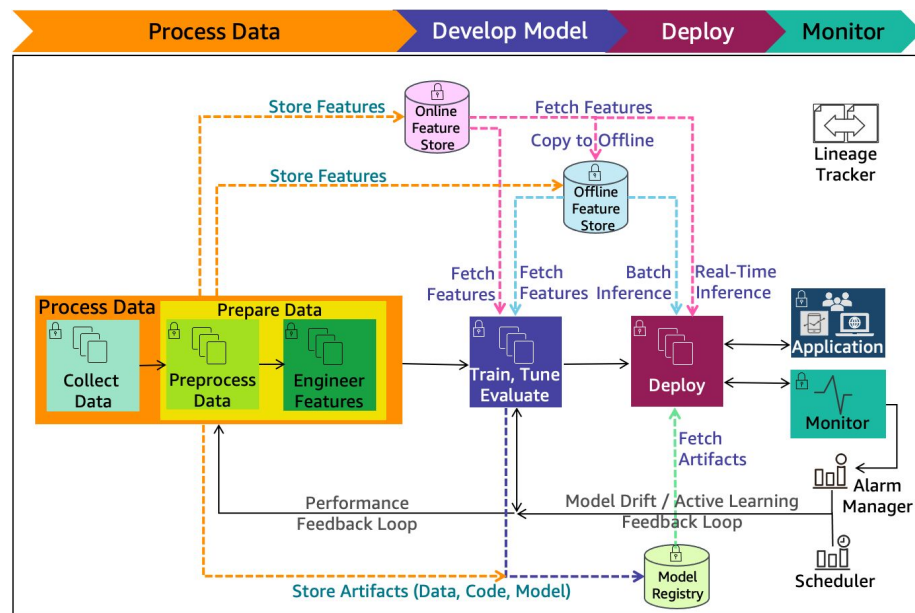 Process Data
Develop Model
Deploy
Monitor
Store Features
Online
Feature
Store
Fetch Features
Copy to Offline
Lineage
Tracker
Store Features
Offline
Feature
Store
Fetch
Features
Fetch
Features
Batch
Inference
Real-Time
Inference
Process Data
Prepare Data
Collect
Data
Preprocess
Data
Engineer
Features
Train, Tune
Evaluate
Deploy
Application
Monitor
Fetch
Artifacts
Performance
Feedback Loop
Model Drift / Active Learning
Feedback Loop
Alarm
Manager
Scheduler
Store Artifacts (Data, Code, Model)
Model
Registry